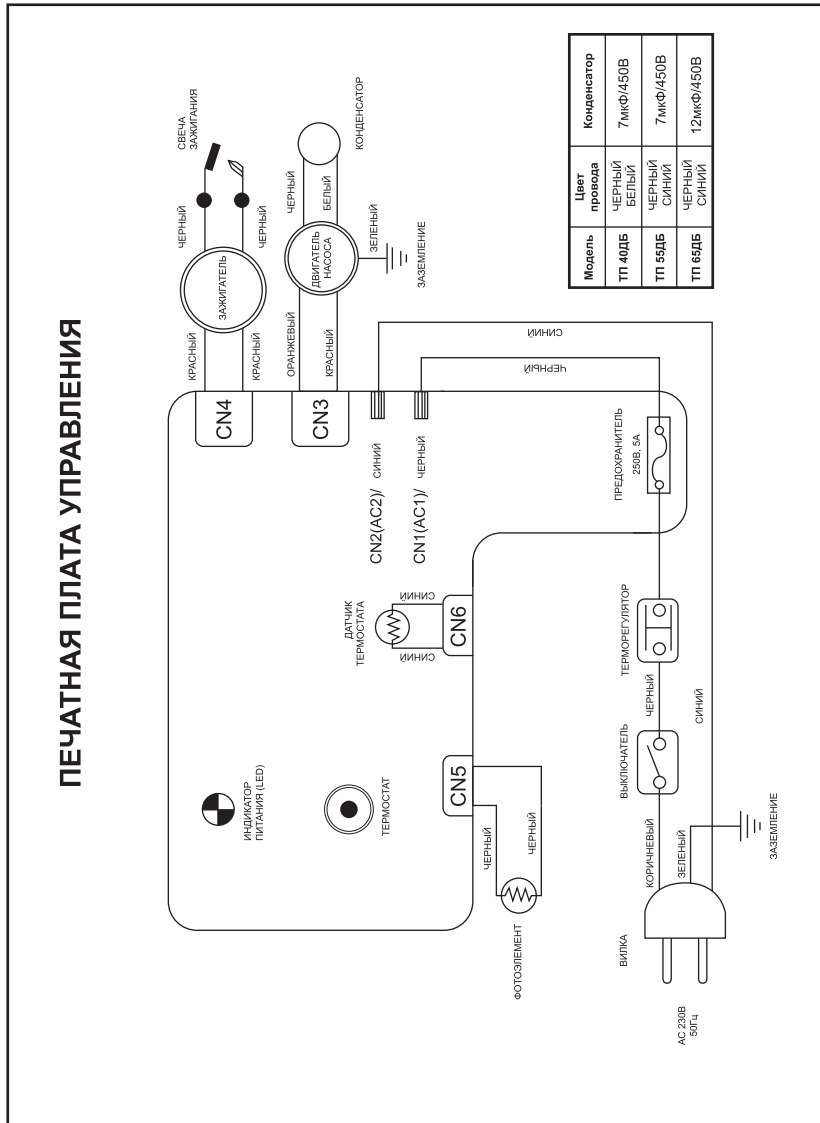 ПЕЧАТНАЯ ПЛАТА УПРАВЛЕНИЯ
ИНДИКАТОР
ПИТАНИЯ (LED)
ТЕРМОСТАТ
ДАТЧИК
ТЕРМОСТАТА
СИНИЙ
СИНИЙ
CN6
CN5
ЧЕРНЫЙ
ЧЕРНЫЙ
ФОТОЭЛЕМЕНТ
CN4
КРАСНЫЙ
КРАСНЫЙ
ЗАЖИГАТЕЛЬ
ЧЕРНЫЙ
ЧЕРНЫЙ
СВЕЧА
ЗАЖИГАНИЯ
CN3
ОРАНЖЕВЫЙ
КРАСНЫЙ
ДВИГАТЕЛЬ
НАСОСА
ЧЕРНЫЙ
БЕЛЫЙ
КОНДЕНСАТОР
ЗЕЛЕНЫЙ
ЗАЗЕМЛЕНИЕ
CN2(AC2)/ СИНИЙ
CN1(AC1)/ ЧЕРНЫЙ
СИНИЙ
ЧЕРНЫЙ
ПРЕДОХРАНИТЕЛЬ
250В, 5А
ТЕРМОРЕГУЛЯТОР
ЧЕРНЫЙ
ВЫКЛЮЧАТЕЛЬ
КОРИЧНЕВЫЙ
ЗЕЛЕНЫЙ
СИНИЙ
ВИЛКА
АС 230В
50Гц
ЗАЗЕМЛЕНИЕ
Модель Цвет провода Конденсатор
ТП 40ДБ ЧЕРНЫЙ БЕЛЫЙ 7мкФ/450В
ТП 55ДБ ЧЕРНЫЙ СИНИЙ 7мкФ/450В
ТП 65ДБ ЧЕРНЫЙ СИНИЙ 12мкФ/450В